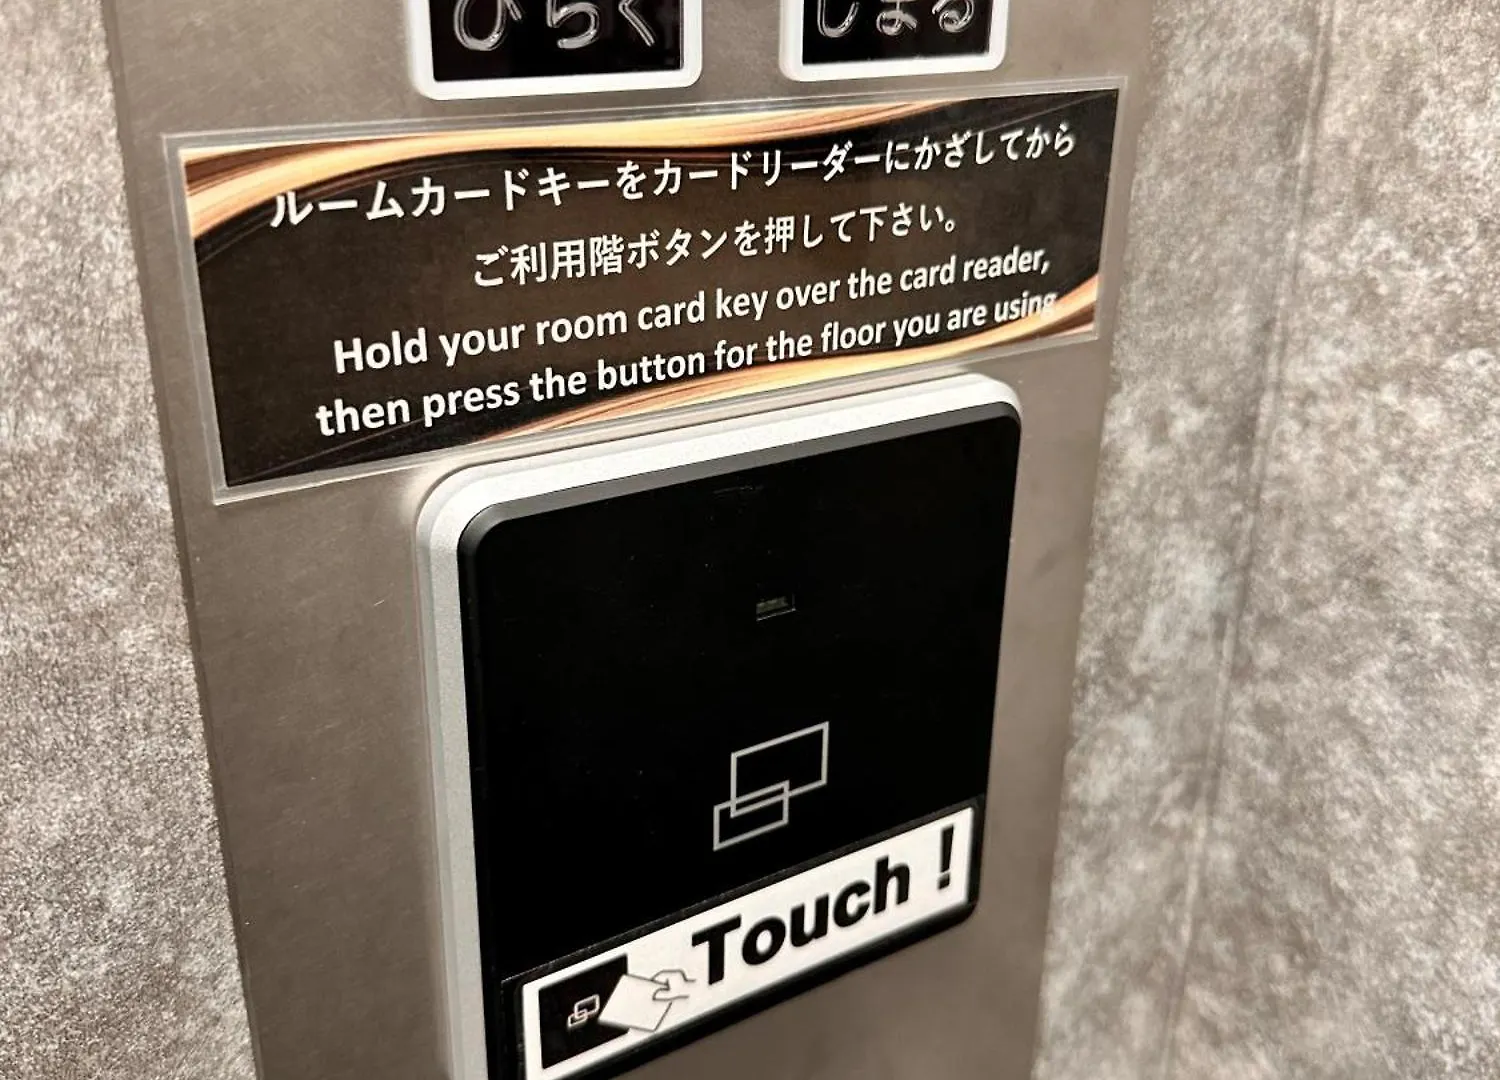 ひらく
しまる
ルームカードキーをカードリーダーにかざしてから
ご利用階ボタンを押して下さい。
Hold your room card key over the card reader,
then press the button for the floor you are using
Touch !